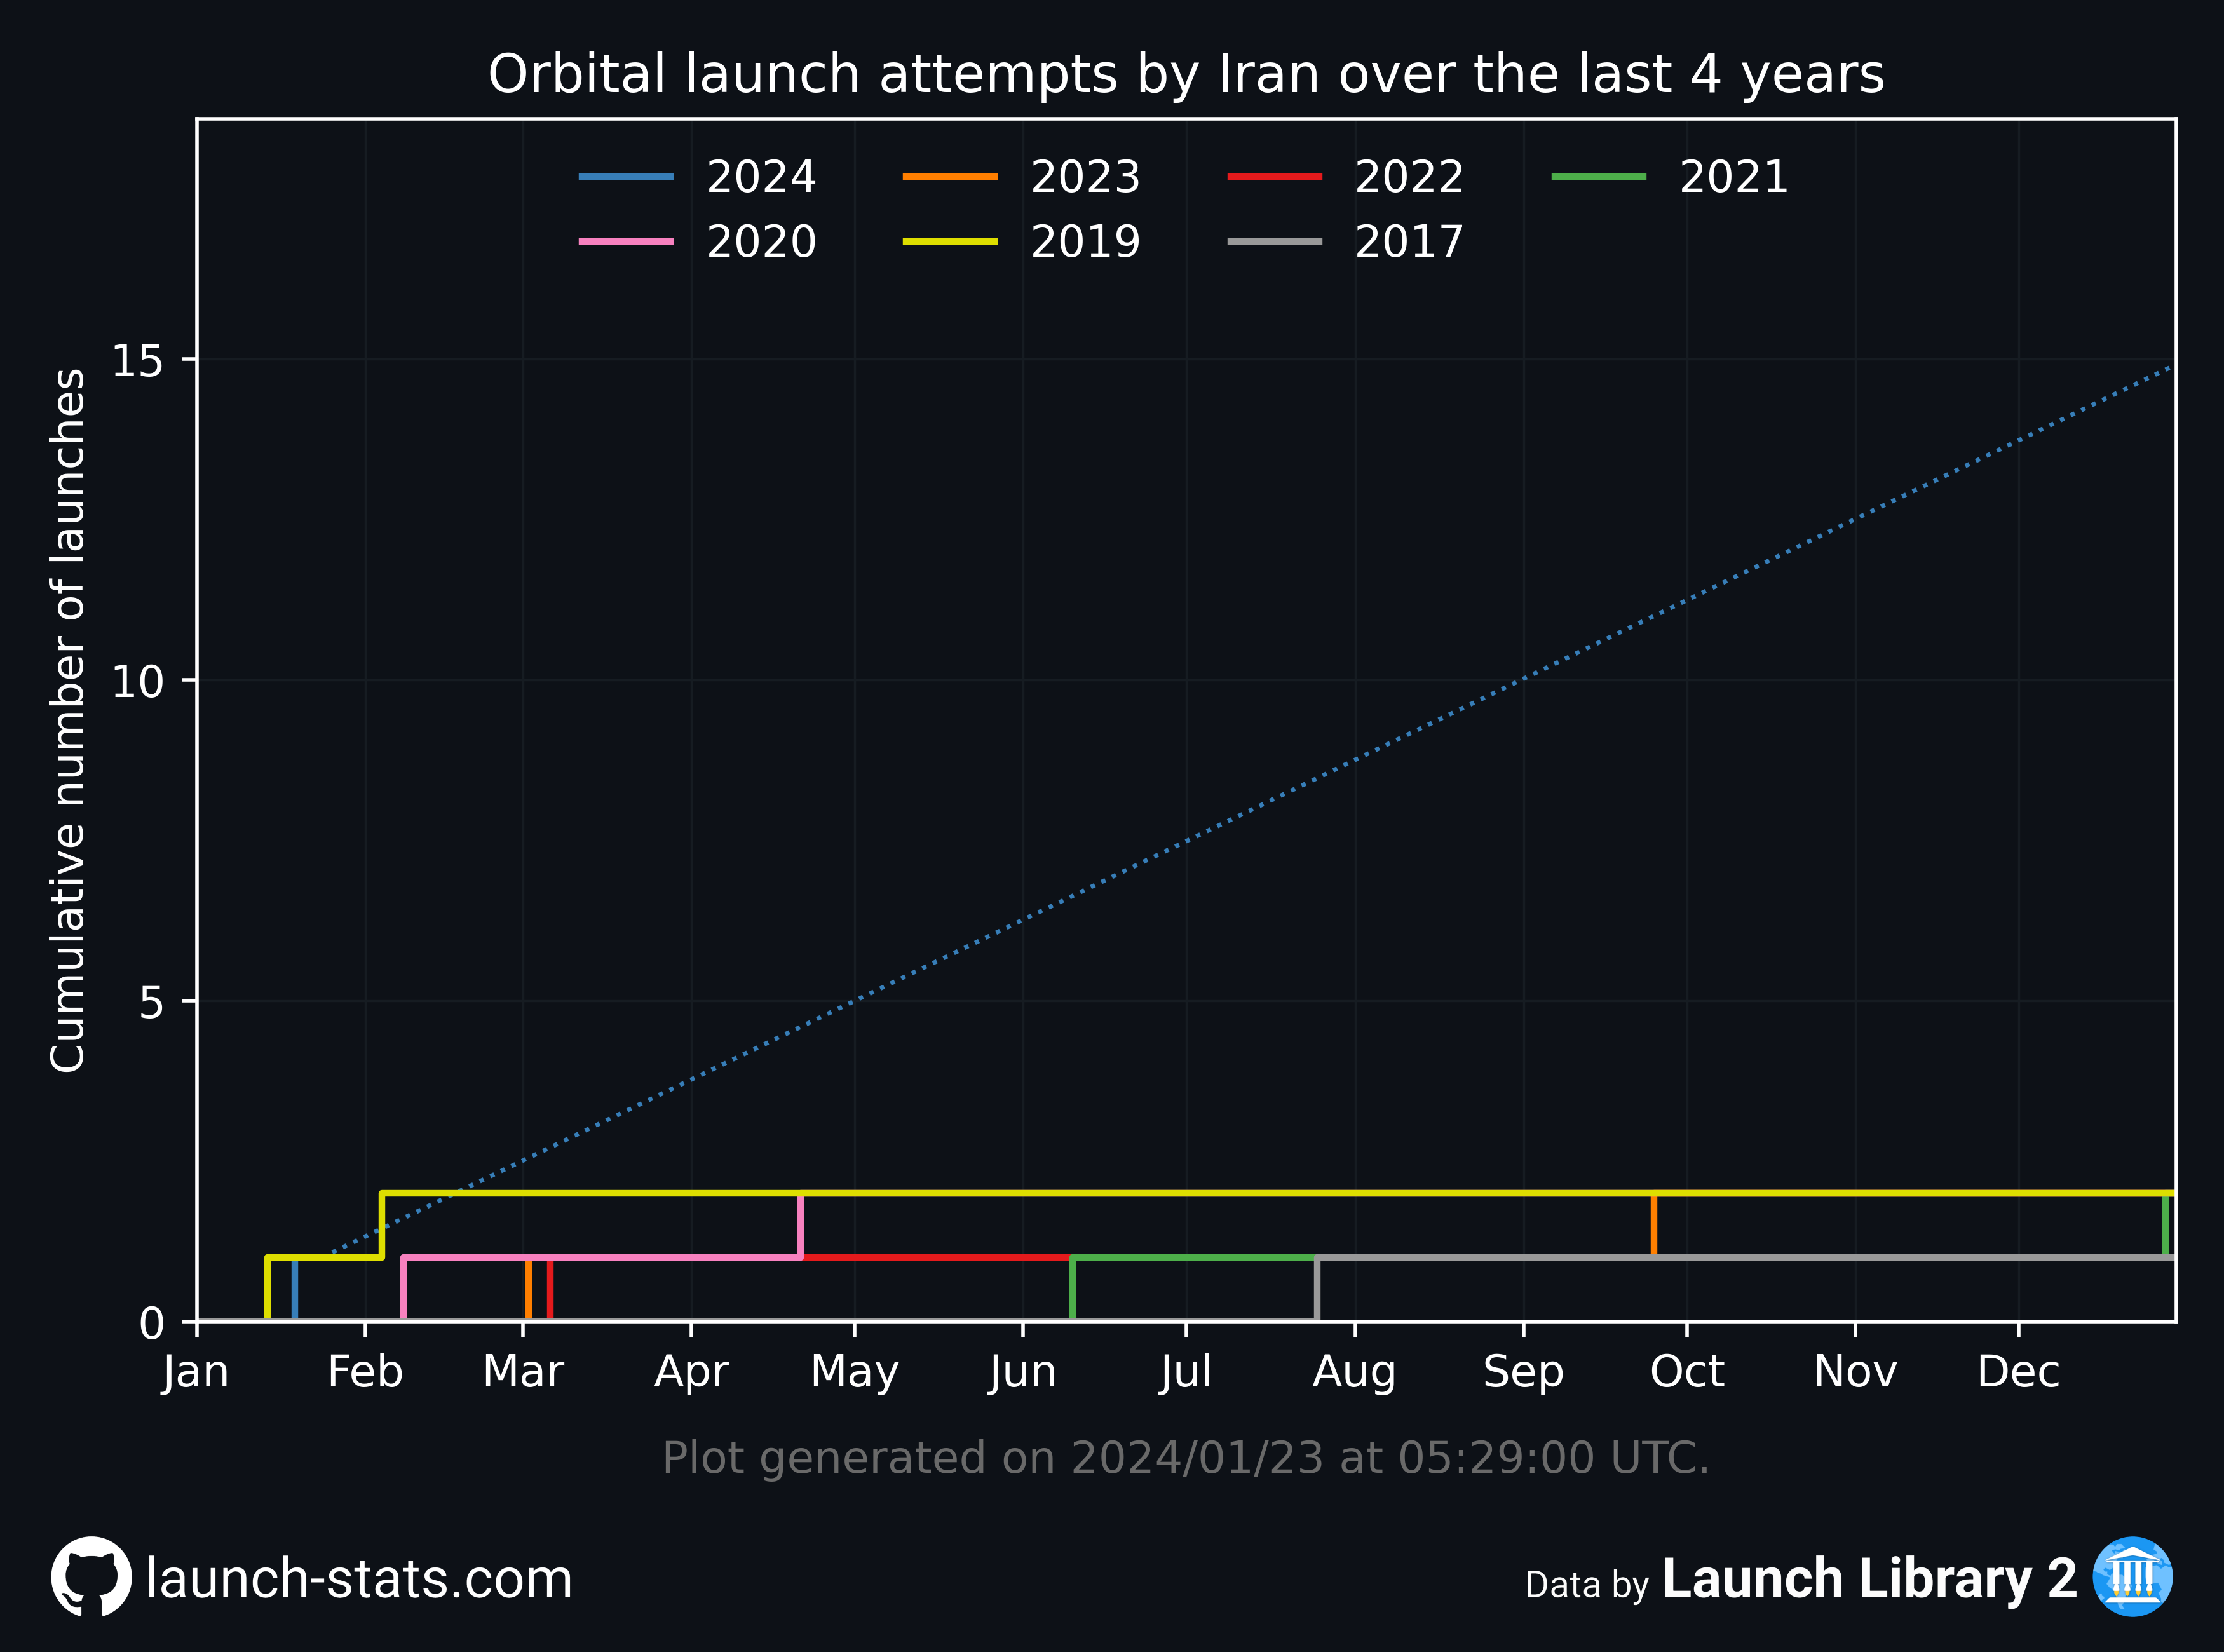 Orbital launch attempts by Iran over the last 4 years
2024 2023 2022 2021
2020 2019 2017
Cumulative number of launches
15
10
5
0
Jan Feb Mar Apr May Jun Jul Aug Sep Oct Nov Dec
Plot generated on 2024/01/23 at 05:29:00 UTC.
launch-stats.com
Data by Launch Library 2